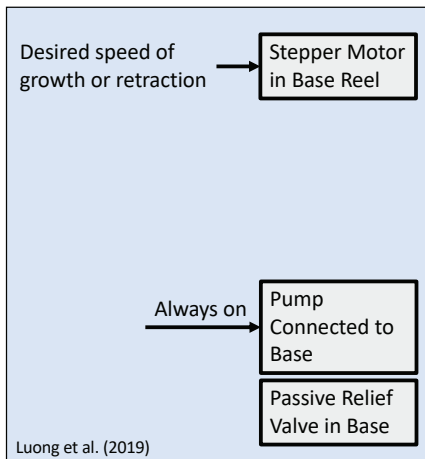 Desired speed of
growth or retraction
Stepper Motor
in Base Reel
Always on
Pump
Connected to
Base
Passive Relief
Valve in Base
Luong et al. (2019)